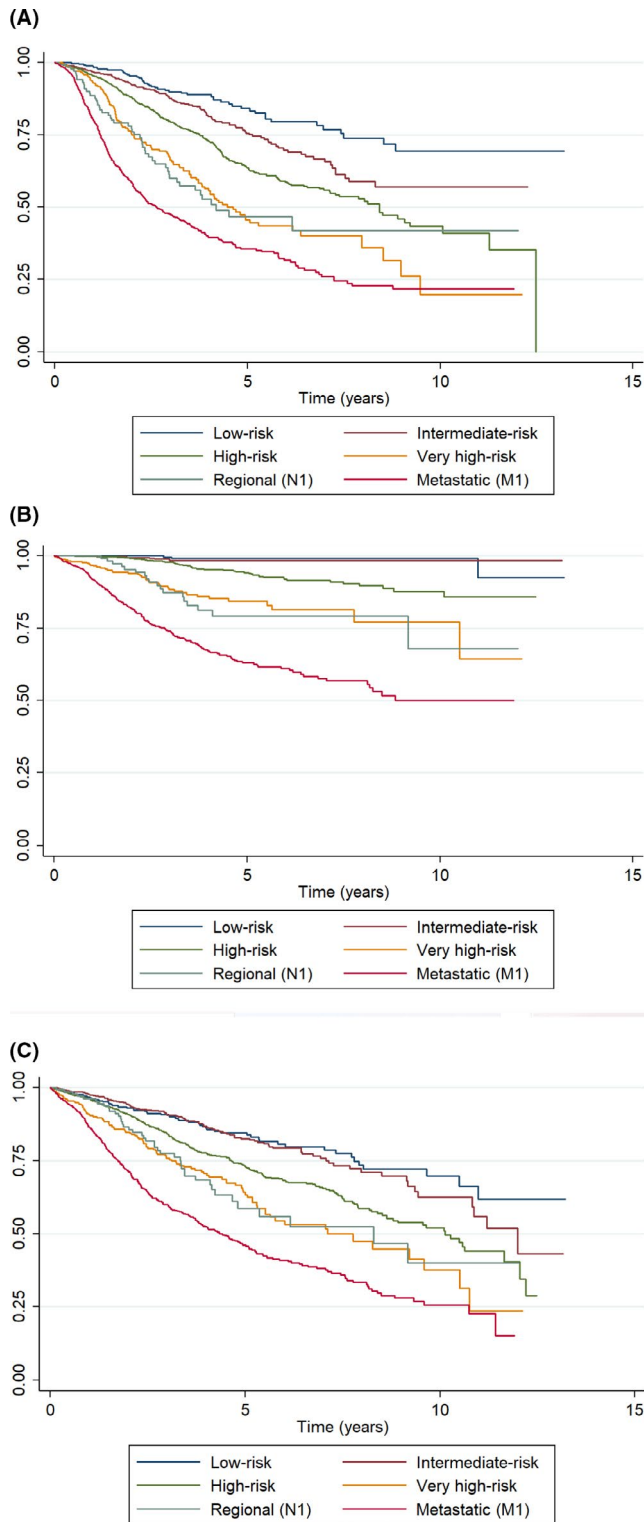 (A)
1.00
0.75
0.50
0.25
0.00
0 5 10 15
Time (years)
Low-risk Intermediate-risk
High-risk Very high-risk
Regional (N1) Metastatic (M1)
(B)
1.00
0.75
0.50
0.25
0.00
0 5 10 15
Time (years)
Low-risk Intermediate-risk
High-risk Very high-risk
Regional (N1) Metastatic (M1)
(C)
1.00
0.75
0.50
0.25
0.00
0 5 10 15
Time (years)
Low-risk Intermediate-risk
High-risk Very high-risk
Regional (N1) Metastatic (M1)